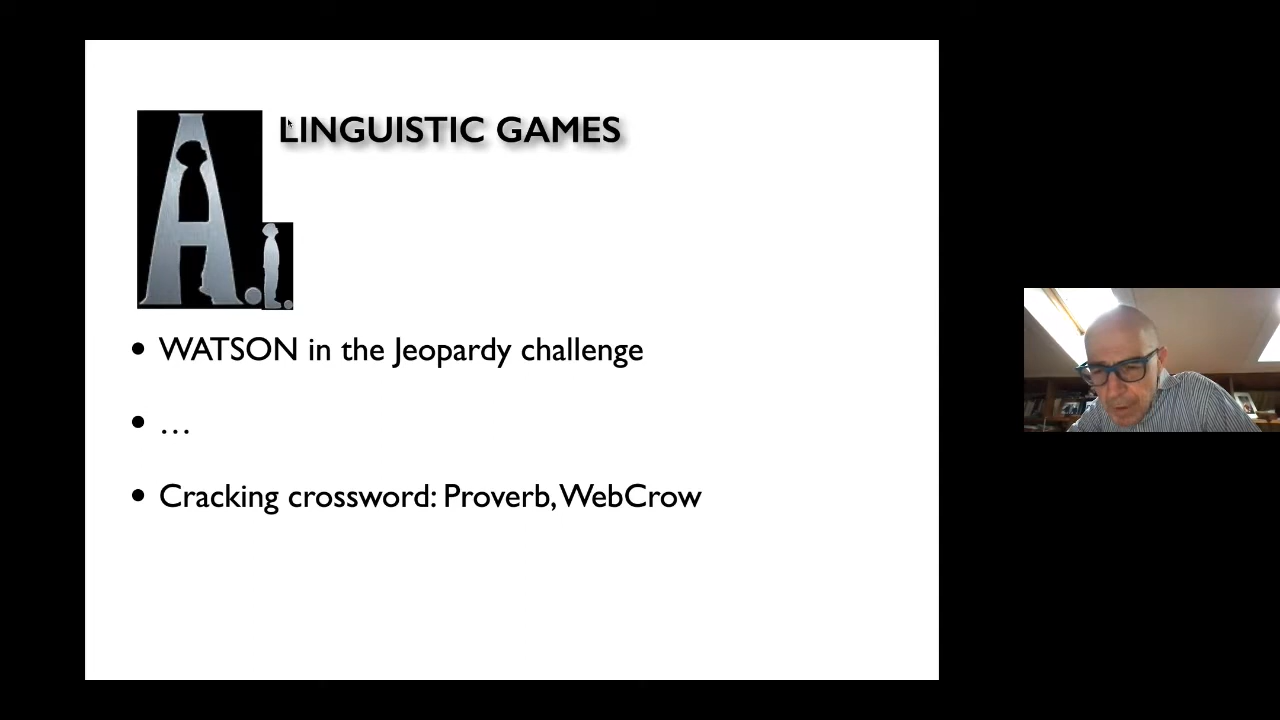 LINGUISTIC GAMES
A.i.
• WATSON in the Jeopardy challenge
• …
• Cracking crossword: Proverb, WebCrow